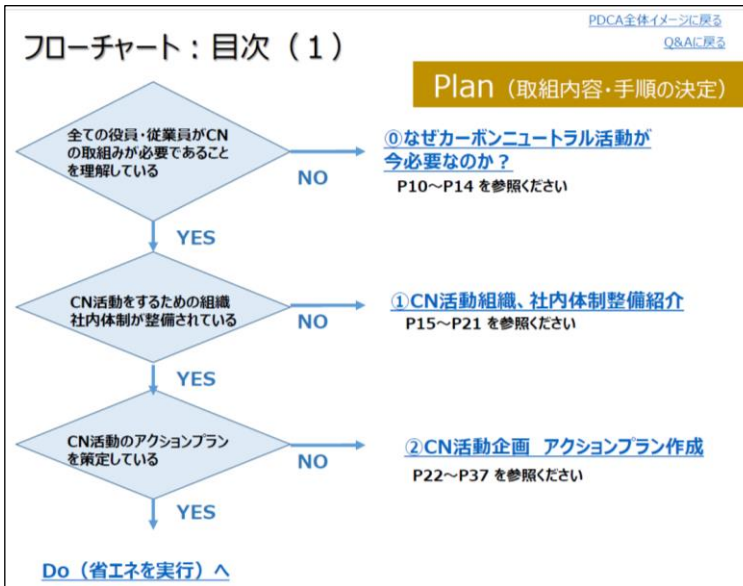 PDCA全体イメージに戻る
Q&Aに戻る
フローチャート：目次（1）
Plan（取組内容・手順の決定）
全ての役員・従業員がCN
の取組みが必要であること
を理解している
NO
⓪なぜカーボンニュートラル活動が
今必要なのか？
P10～P14 を参照ください
YES
CN活動をするための組織
社内体制が整備されている
NO
①CN活動組織、社内体制整備紹介
P15～P21 を参照ください
YES
CN活動のアクションプラン
を策定している
NO
②CN活動企画　アクションプラン作成
P22～P37 を参照ください
YES
Do（省エネを実行）へ